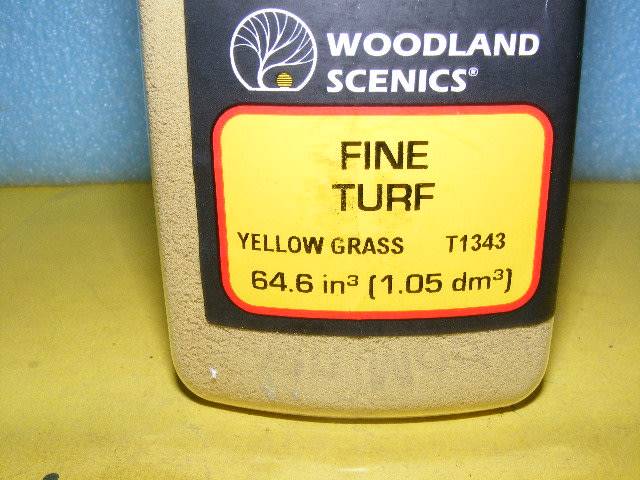 WOODLAND
SCENICS®
FINE
TURF
YELLOW GRASS T1343
64.6 in³ (1.05 dm³)